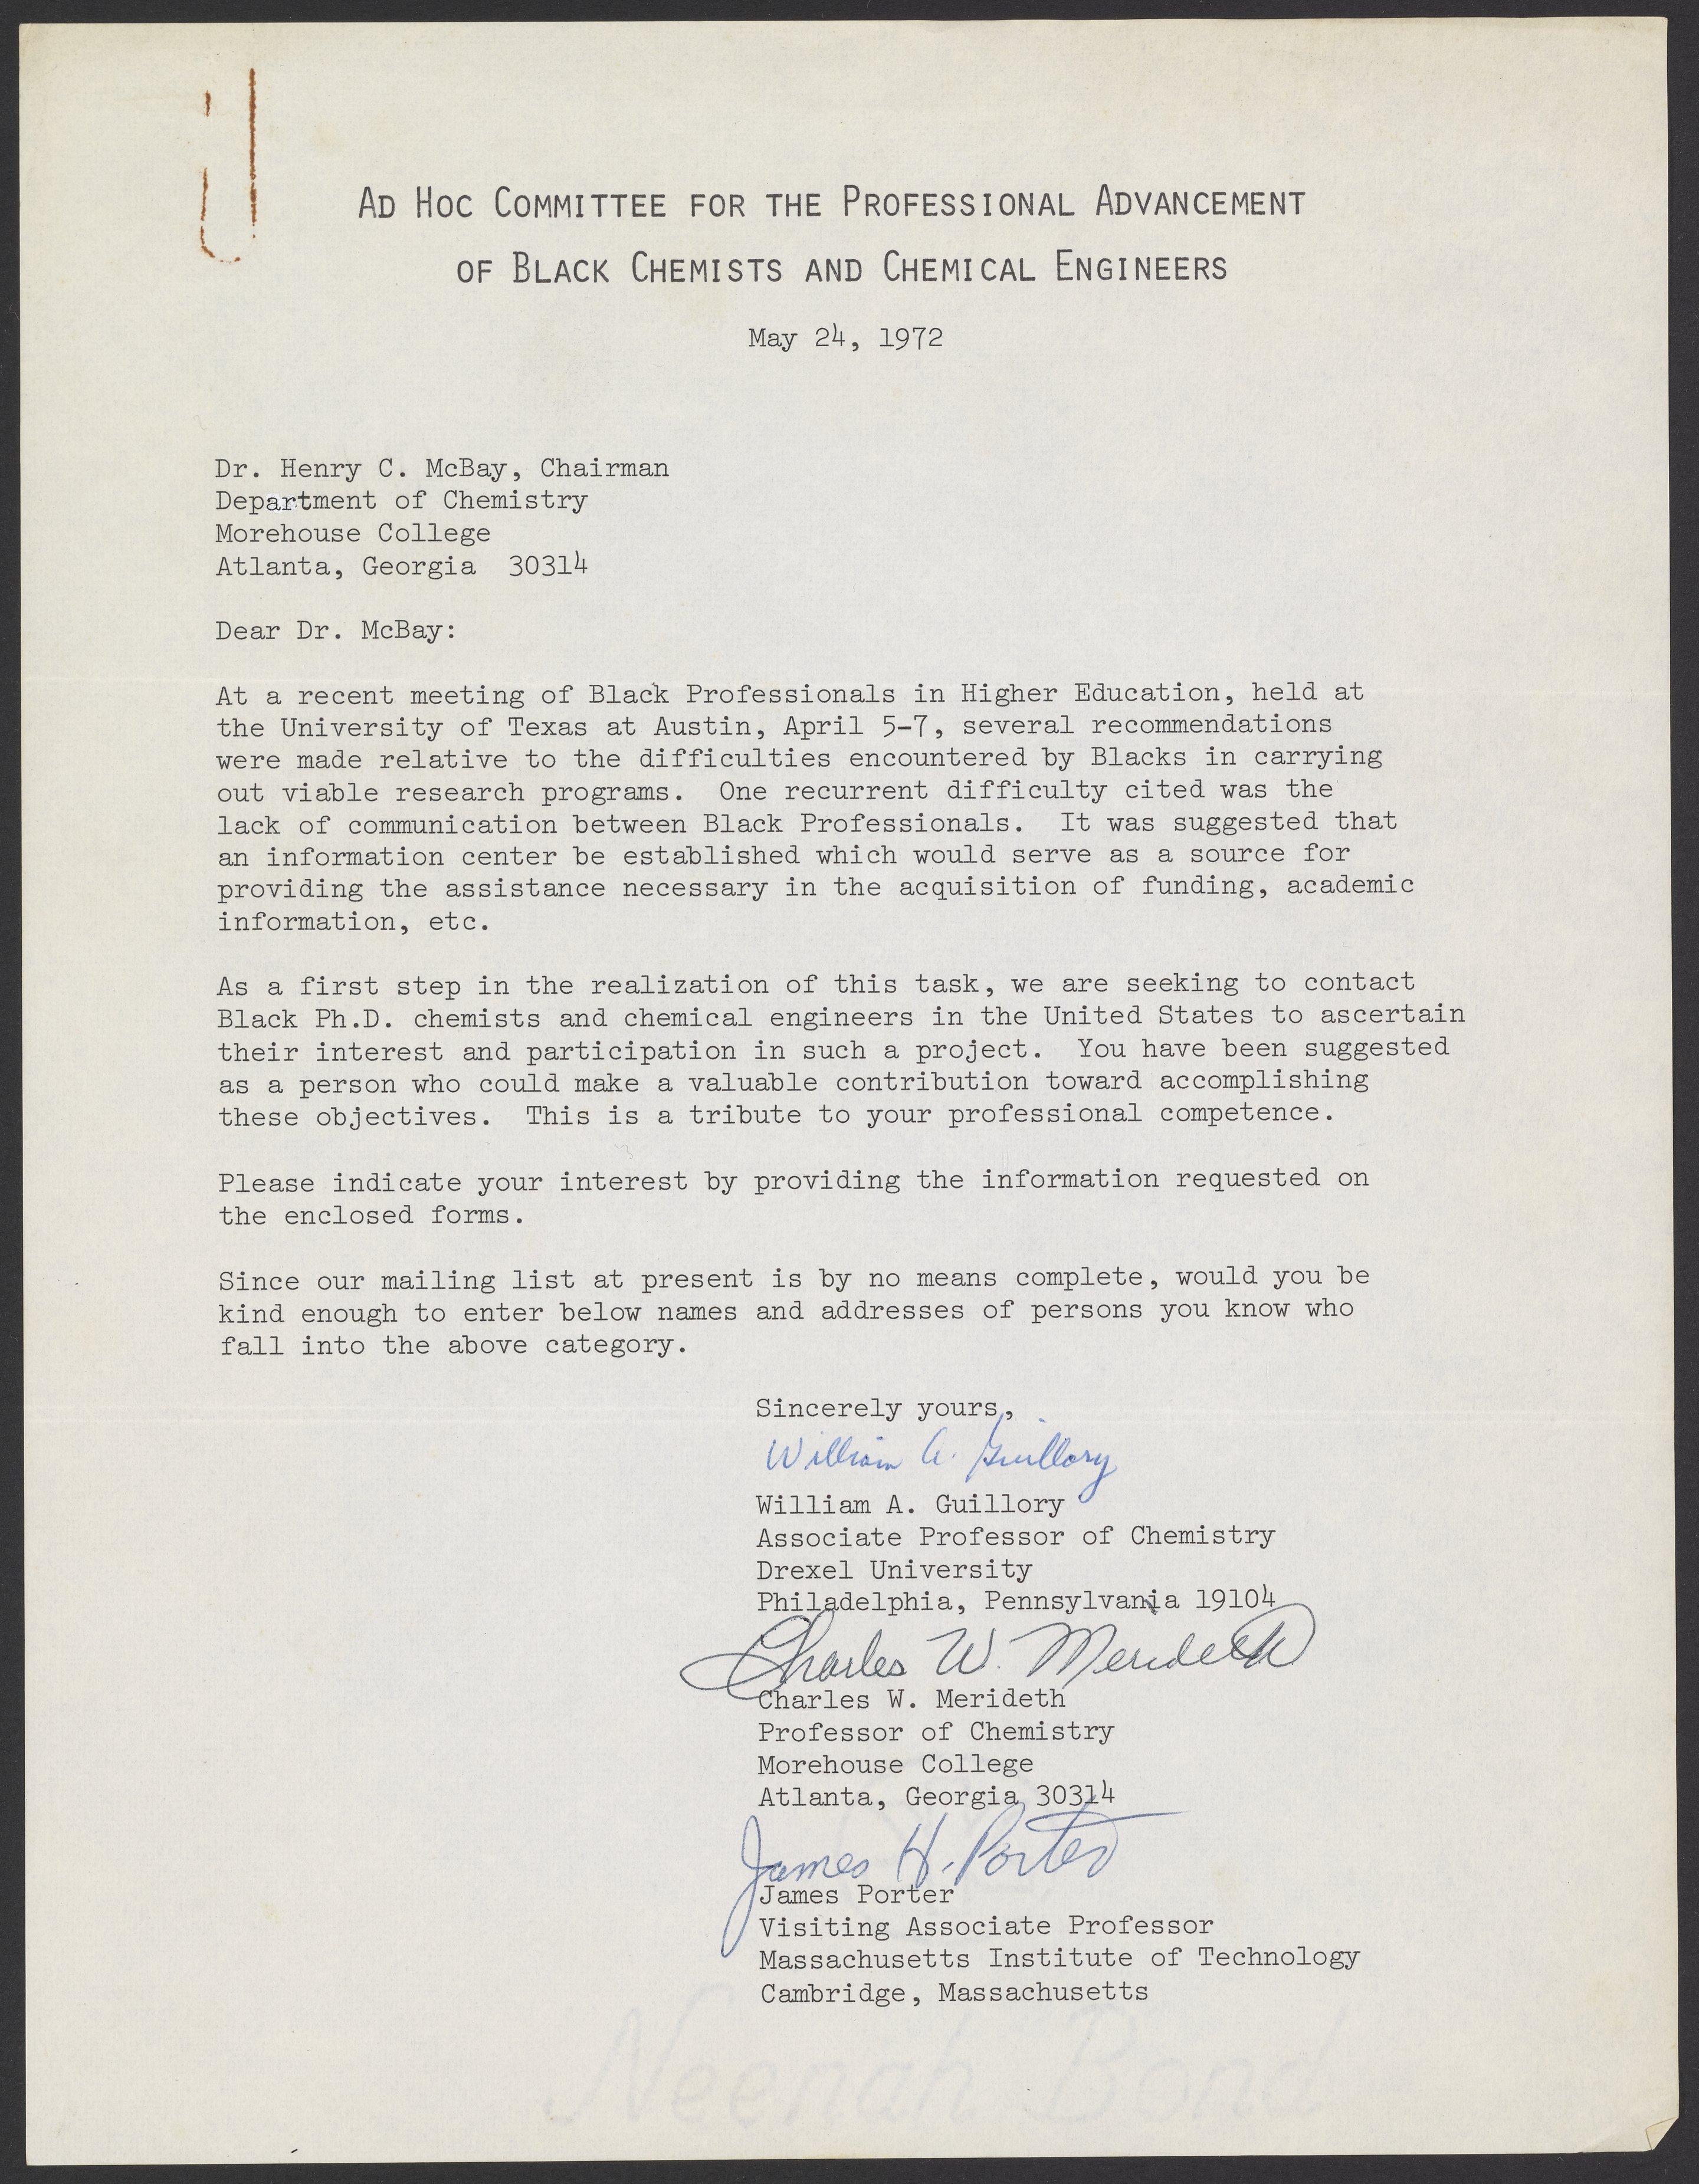 AD HOC COMMITTEE FOR THE PROFESSIONAL ADVANCEMENT
OF BLACK CHEMISTS AND CHEMICAL ENGINEERS
May 24, 1972
Dr. Henry C. McBay, Chairman
Department of Chemistry
Morehouse College
Atlanta, Georgia  30314
Dear Dr. McBay:
At a recent meeting of Black Professionals in Higher Education, held at
the University of Texas at Austin, April 5-7, several recommendations
were made relative to the difficulties encountered by Blacks in carrying
out viable research programs.  One recurrent difficulty cited was the
lack of communication between Black Professionals.  It was suggested that
an information center be established which would serve as a source for
providing the assistance necessary in the acquisition of funding, academic
information, etc.
As a first step in the realization of this task, we are seeking to contact
Black Ph.D. chemists and chemical engineers in the United States to ascertain
their interest and participation in such a project.  You have been suggested
as a person who could make a valuable contribution toward accomplishing
these objectives.  This is a tribute to your professional competence.
Please indicate your interest by providing the information requested on
the enclosed forms.
Since our mailing list at present is by no means complete, would you be
kind enough to enter below names and addresses of persons you know who
fall into the above category.
Sincerely yours,
William A. Guillory
William A. Guillory
Associate Professor of Chemistry
Drexel University
Philadelphia, Pennsylvania 19104
Charles W. Merideth
Charles W. Merideth
Professor of Chemistry
Morehouse College
Atlanta, Georgia 30314
James H. Porter
James Porter
Visiting Associate Professor
Massachusetts Institute of Technology
Cambridge, Massachusetts
Neenah Bond